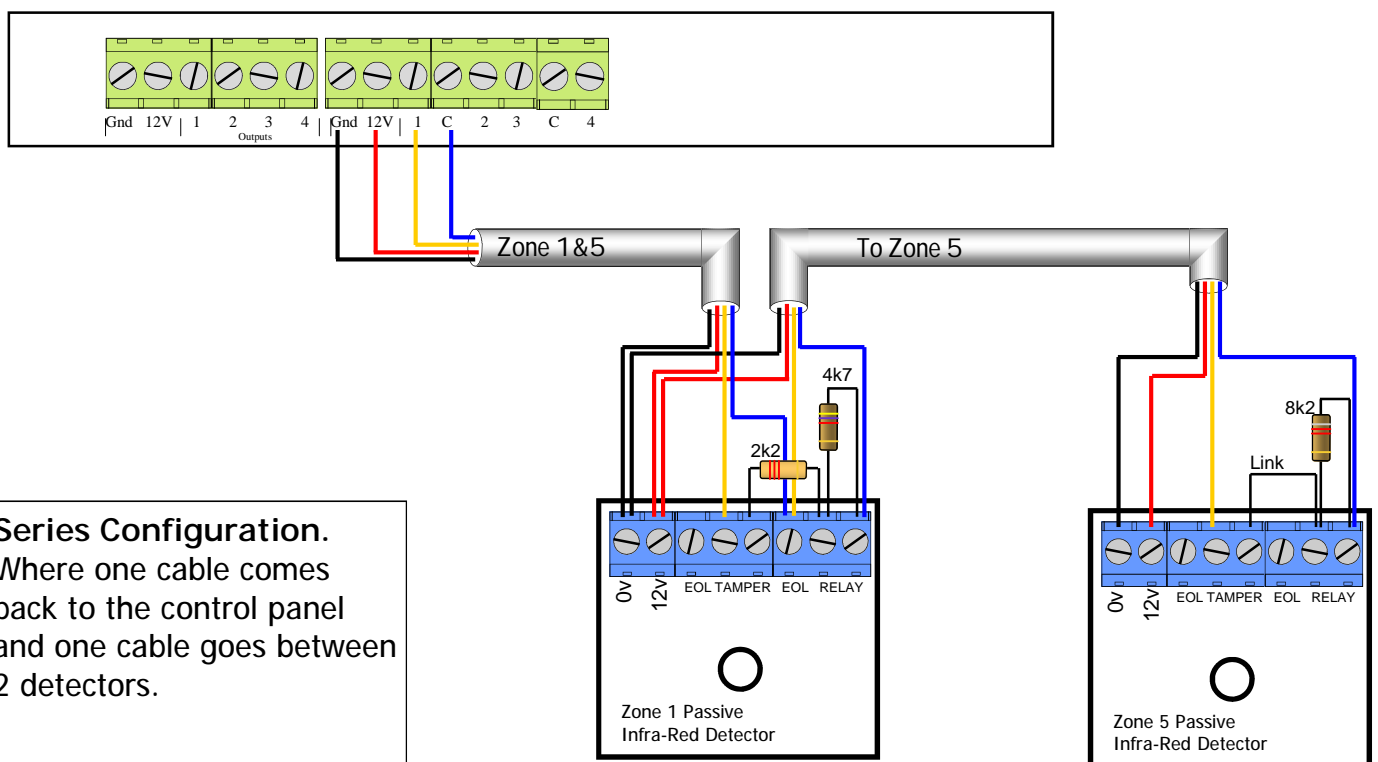 Gnd 12V 1 2 3 4 Gnd 12V 1 C 2 3 C 4
Outputs
Zone 1&5
To Zone 5
4k7
2k2
8k2
Link
0v 12v EOL TAMPER EOL RELAY
0v 12v EOL TAMPER EOL RELAY
Series Configuration.
Where one cable comes
back to the control panel
and one cable goes between
2 detectors.
Zone 1 Passive
Infra-Red Detector
Zone 5 Passive
Infra-Red Detector